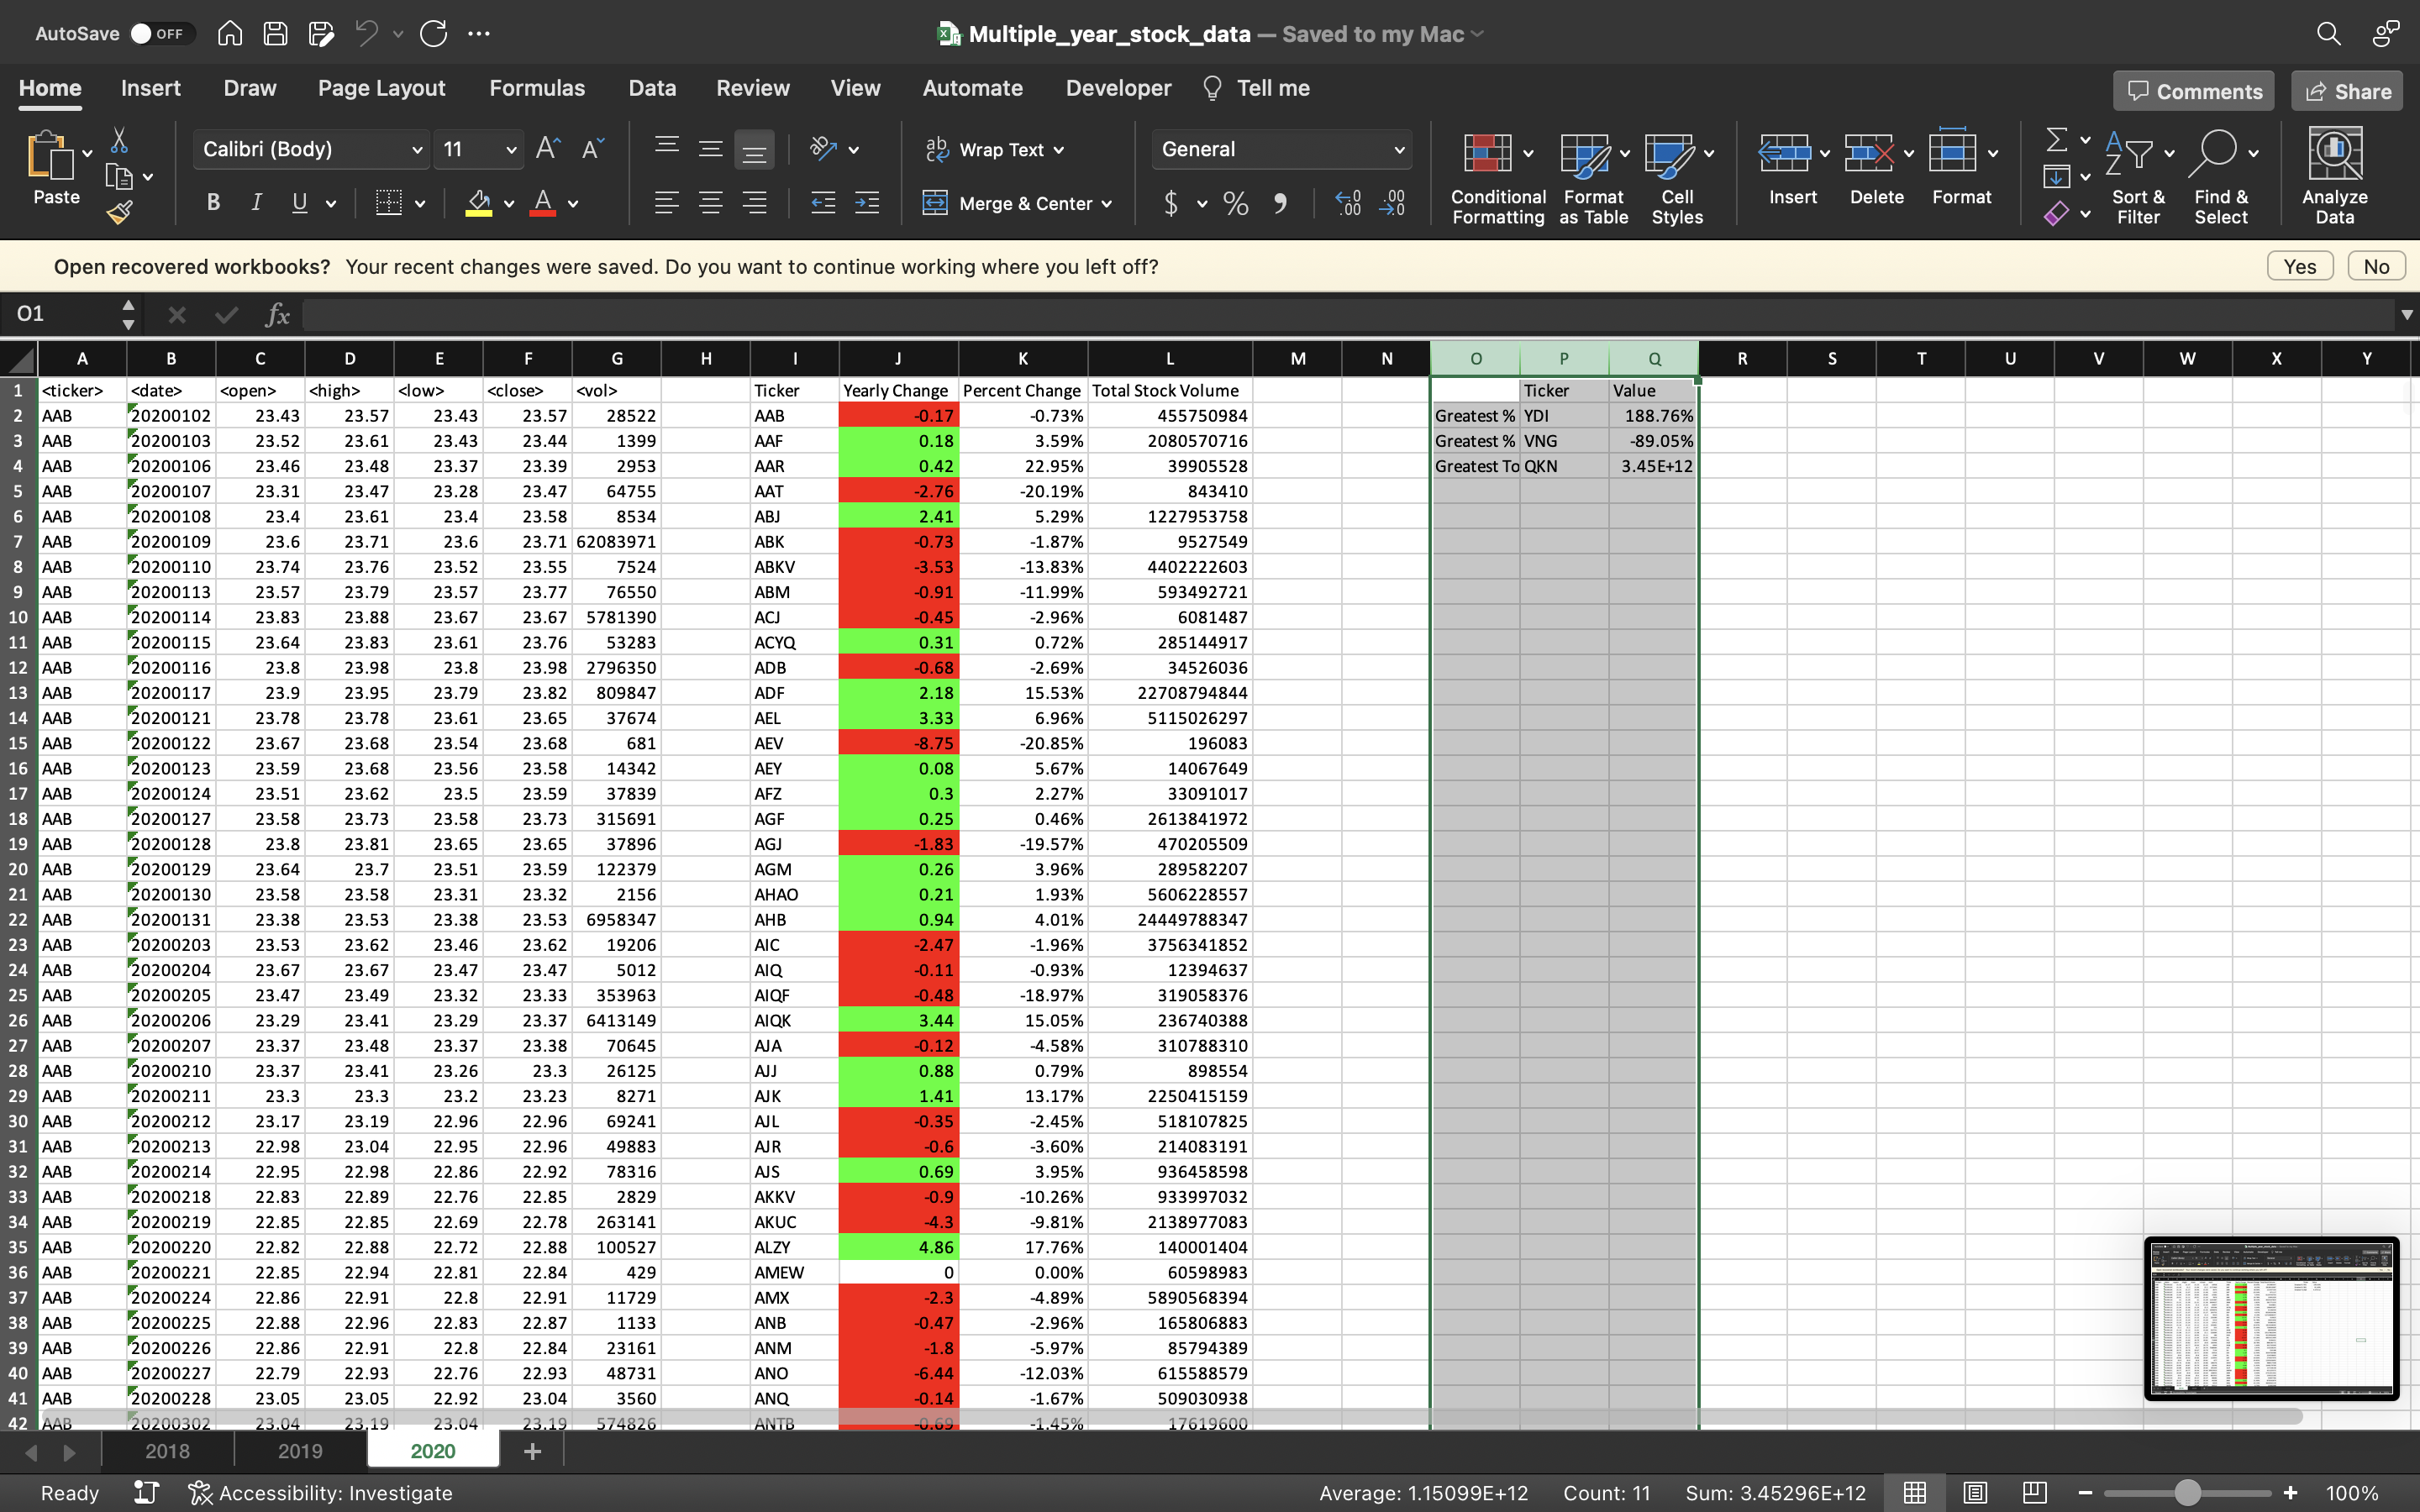 AutoSave OFF Multiple_year_stock_data — Saved to my Mac
Home Insert Draw Page Layout Formulas Data Review View Automate Developer Tell me Comments Share
Paste Calibri (Body) 11 Wrap Text General Conditional Formatting Format as Table Cell Styles Insert Delete Format Sort & Filter Find & Select Analyze Data
B I U Merge & Center $ %
Open recovered workbooks? Your recent changes were saved. Do you want to continue working where you left off? Yes No
O1 fx
A B C D E F G H I J K L M N O P Q R S T U V W X Y
1 <ticker> <date> <open> <high> <low> <close> <vol> Ticker Yearly Change Percent Change Total Stock Volume Ticker Value
2 AAB 20200102 23.43 23.57 23.43 23.57 28522 AAB -0.17 -0.73% 455750984 Greatest % YDI 188.76%
3 AAB 20200103 23.52 23.61 23.43 23.44 1399 AAF 0.18 3.59% 2080570716 Greatest % VNG -89.05%
4 AAB 20200106 23.46 23.48 23.37 23.39 2953 AAR 0.42 22.95% 39905528 Greatest To QKN 3.45E+12
5 AAB 20200107 23.31 23.47 23.28 23.47 64755 AAT -2.76 -20.19% 843410
6 AAB 20200108 23.4 23.61 23.4 23.58 8534 ABJ 2.41 5.29% 1227953758
7 AAB 20200109 23.6 23.71 23.6 23.71 62083971 ABK -0.73 -1.87% 9527549
8 AAB 20200110 23.74 23.76 23.52 23.55 7524 ABKV -3.53 -13.83% 4402222603
9 AAB 20200113 23.57 23.79 23.57 23.77 76550 ABM -0.91 -11.99% 593492721
10 AAB 20200114 23.83 23.88 23.67 23.67 5781390 ACJ -0.45 -2.96% 6081487
11 AAB 20200115 23.64 23.83 23.61 23.76 53283 ACYQ 0.31 0.72% 285144917
12 AAB 20200116 23.8 23.98 23.8 23.98 2796350 ADB -0.68 -2.69% 34526036
13 AAB 20200117 23.9 23.95 23.79 23.82 809847 ADF 2.18 15.53% 22708794844
14 AAB 20200121 23.78 23.78 23.61 23.65 37674 AEL 3.33 6.96% 5115026297
15 AAB 20200122 23.67 23.68 23.54 23.68 681 AEV -8.75 -20.85% 196083
16 AAB 20200123 23.59 23.68 23.56 23.58 14342 AEY 0.08 5.67% 14067649
17 AAB 20200124 23.51 23.62 23.5 23.59 37839 AFZ 0.3 2.27% 33091017
18 AAB 20200127 23.58 23.73 23.58 23.73 315691 AGF 0.25 0.46% 2613841972
19 AAB 20200128 23.8 23.81 23.65 23.65 37896 AGJ -1.83 -19.57% 470205509
20 AAB 20200129 23.64 23.7 23.51 23.59 122379 AGM 0.26 3.96% 289582207
21 AAB 20200130 23.58 23.58 23.31 23.32 2156 AHAO 0.21 1.93% 5606228557
22 AAB 20200131 23.38 23.53 23.38 23.53 6958347 AHB 0.94 4.01% 24449788347
23 AAB 20200203 23.53 23.62 23.46 23.62 19206 AIC -2.47 -1.96% 3756341852
24 AAB 20200204 23.67 23.67 23.47 23.47 5012 AIQ -0.11 -0.93% 12394637
25 AAB 20200205 23.47 23.49 23.32 23.33 353963 AIQF -0.48 -18.97% 319058376
26 AAB 20200206 23.29 23.41 23.29 23.37 6413149 AIQK 3.44 15.05% 236740388
27 AAB 20200207 23.37 23.48 23.37 23.38 70645 AJA -0.12 -4.58% 310788310
28 AAB 20200210 23.37 23.41 23.26 23.3 26125 AJJ 0.88 0.79% 898554
29 AAB 20200211 23.3 23.3 23.2 23.23 8271 AJK 1.41 13.17% 2250415159
30 AAB 20200212 23.17 23.19 22.96 22.96 69241 AJL -0.35 -2.45% 518107825
31 AAB 20200213 22.98 23.04 22.95 22.96 49883 AJR -0.6 -3.60% 214083191
32 AAB 20200214 22.95 22.98 22.86 22.92 78316 AJS 0.69 3.95% 936458598
33 AAB 20200218 22.83 22.89 22.76 22.85 2829 AKKV -0.9 -10.26% 933997032
34 AAB 20200219 22.85 22.85 22.69 22.78 263141 AKUC -4.3 -9.81% 2138977083
35 AAB 20200220 22.82 22.88 22.72 22.88 100527 ALZY 4.86 17.76% 140001404
36 AAB 20200221 22.85 22.94 22.81 22.84 429 AMEW 0 0.00% 60598983
37 AAB 20200224 22.86 22.91 22.8 22.91 11729 AMX -2.3 -4.89% 5890568394
38 AAB 20200225 22.88 22.96 22.83 22.87 1133 ANB -0.47 -2.96% 165806883
39 AAB 20200226 22.86 22.91 22.8 22.84 23161 ANM -1.8 -5.97% 85794389
40 AAB 20200227 22.79 22.93 22.76 22.93 48731 ANO -6.44 -12.03% 615588579
41 AAB 20200228 23.05 23.05 22.92 23.04 3560 ANQ -0.14 -1.67% 509030938
42 AAB 20200302 23.04 23.19 23.04 23.19 574826 ANTB -0.69 -1.45% 17619600
2018 2019 2020 +
Ready Accessibility: Investigate Average: 1.15099E+12 Count: 11 Sum: 3.45296E+12 100%